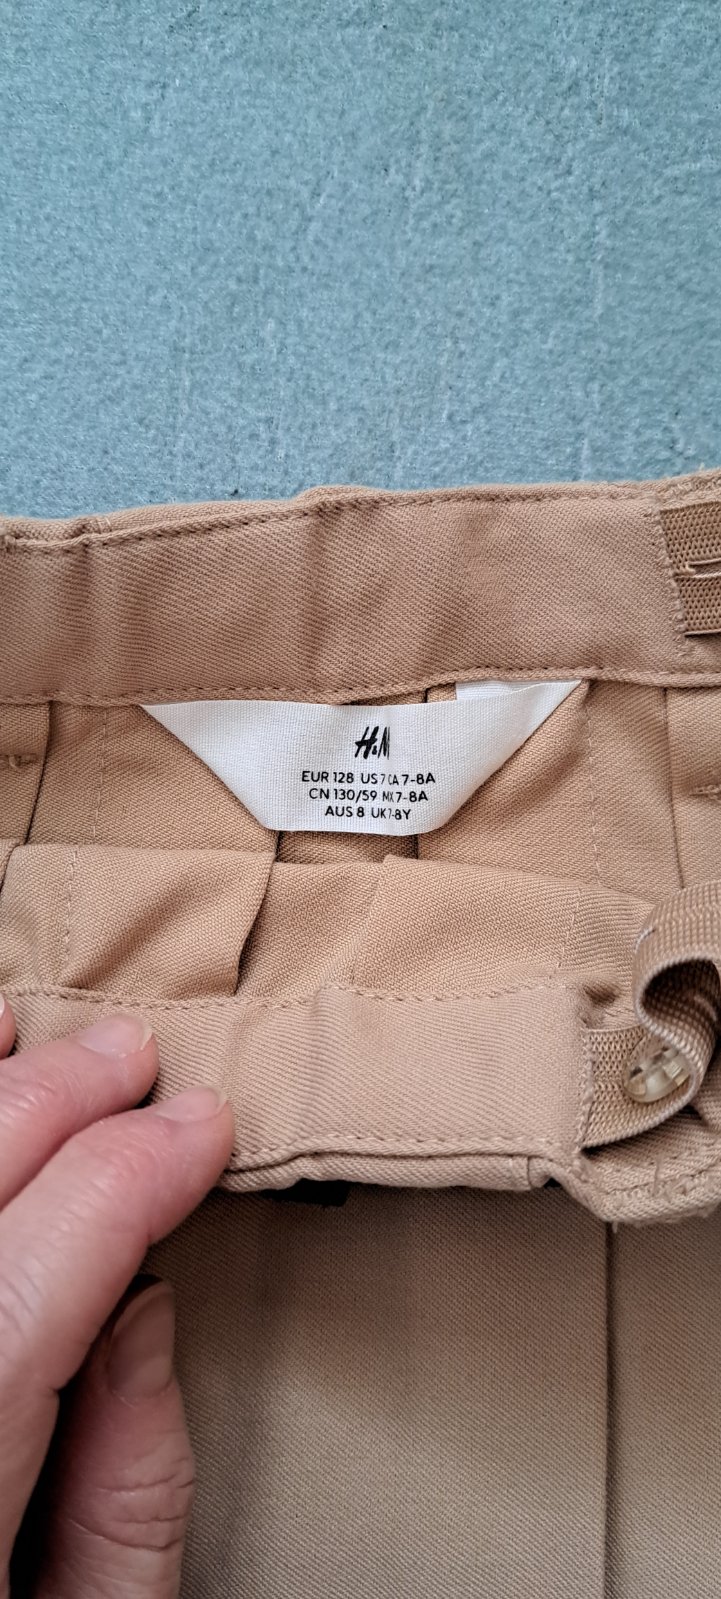 H&M
EUR 128 US 7 CA 7-8A
CN 130/59 MX 7-8A
AUS 8 UK 7-8Y